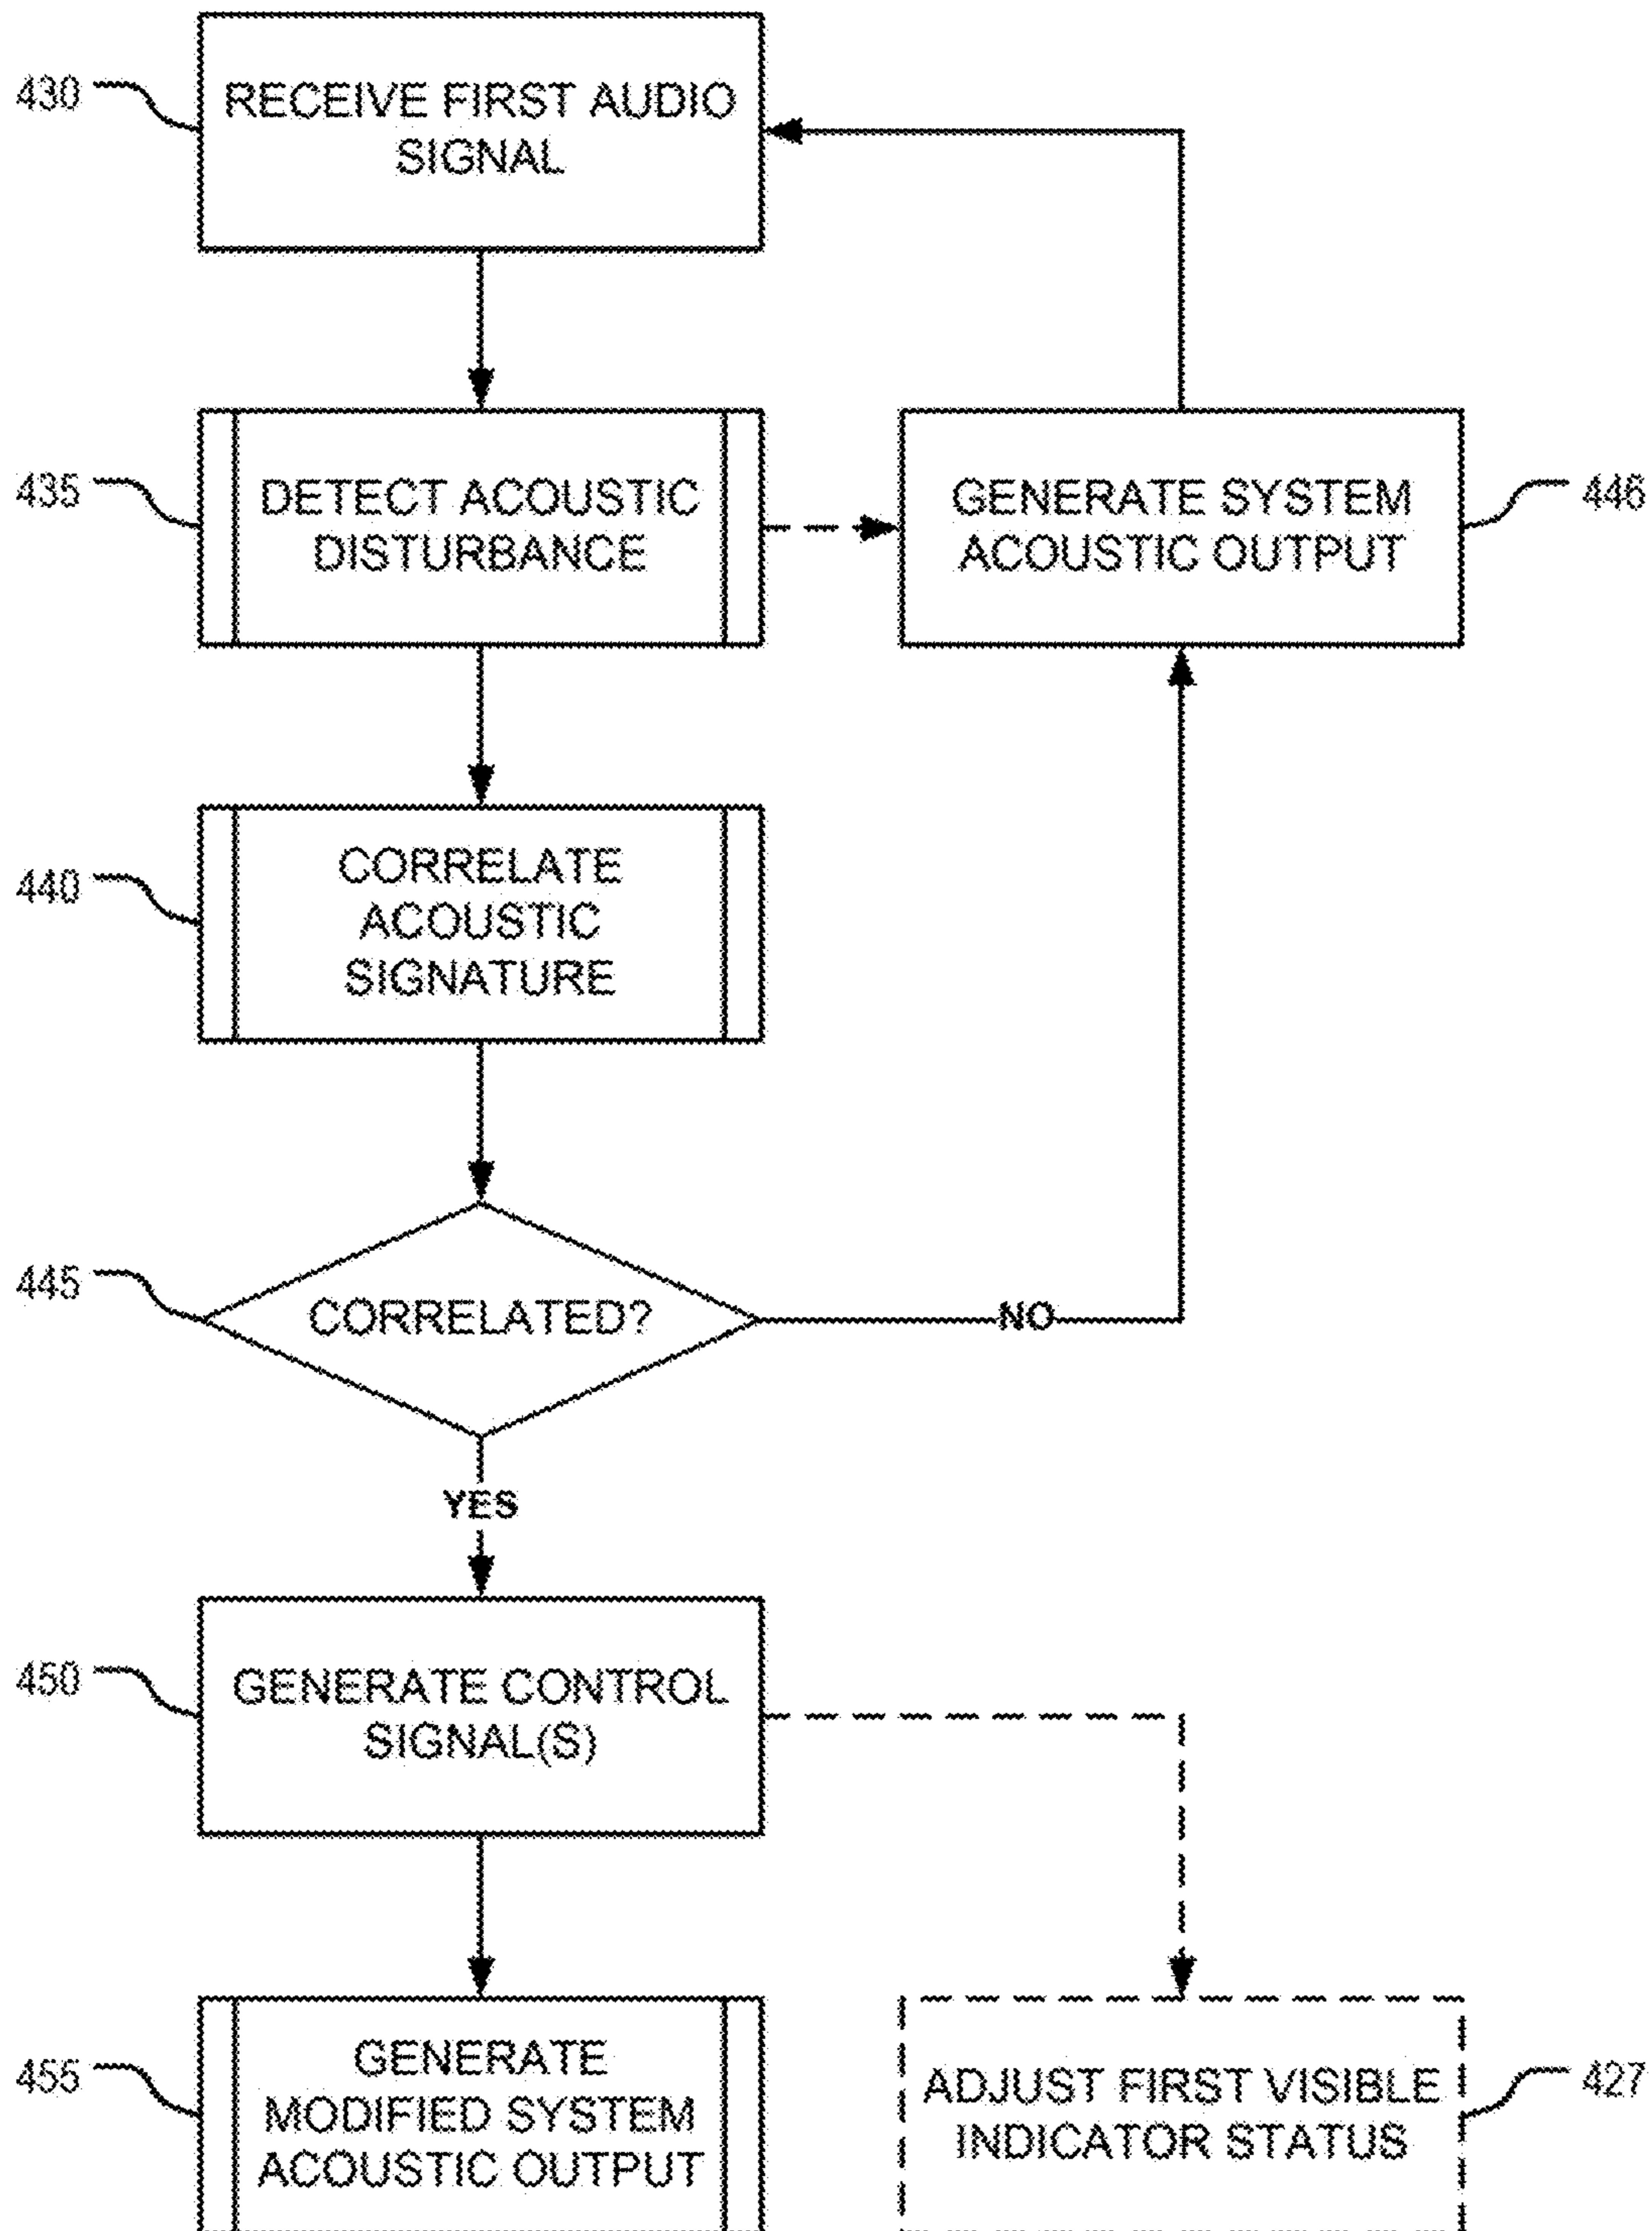 430
RECEIVE FIRST AUDIO
SIGNAL
435
DETECT ACOUSTIC
DISTURBANCE
GENERATE SYSTEM
ACOUSTIC OUTPUT
446
440
CORRELATE
ACOUSTIC
SIGNATURE
445
CORRELATED?
NO
YES
450
GENERATE CONTROL
SIGNAL(S)
455
GENERATE
MODIFIED SYSTEM
ACOUSTIC OUTPUT
ADJUST FIRST VISIBLE
INDICATOR STATUS
427